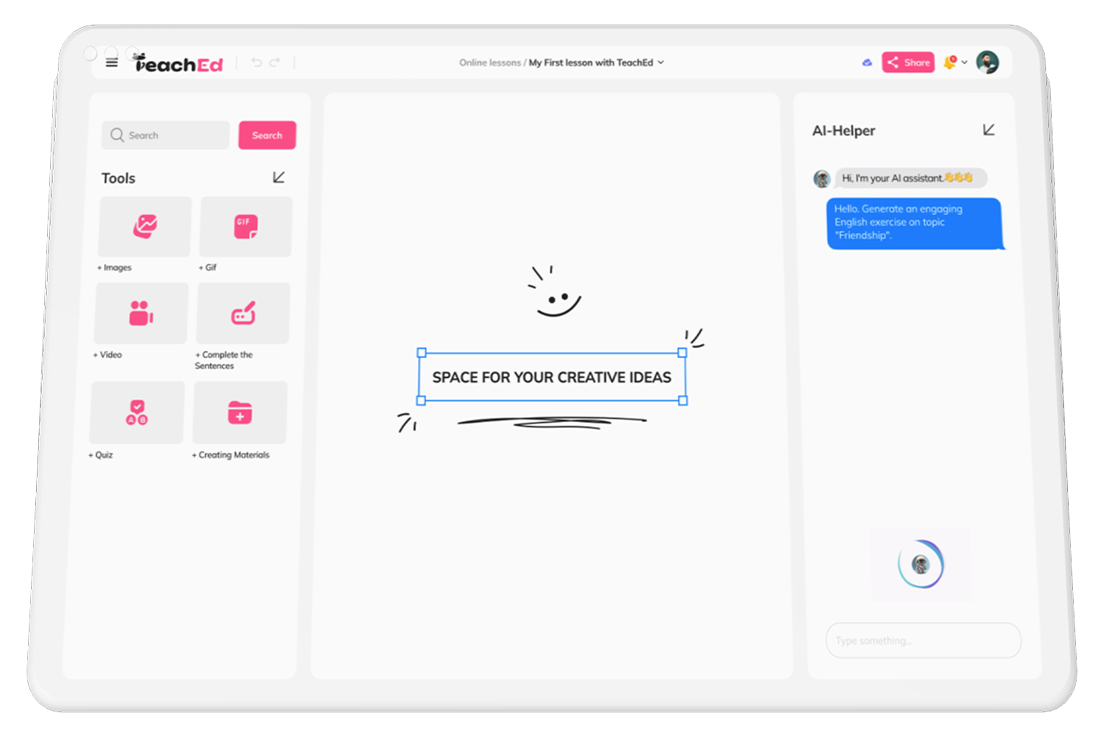 TeachEd
Online lessons / My First lesson with TeachEd
Share
Search
Search
Tools
GIF
+ Images
+ Gif
+ Video
+ Complete the
Sentences
A B
+ Quiz
+ Creating Materials
SPACE FOR YOUR CREATIVE IDEAS
AI-Helper
Hi, I'm your AI assistant.👏👏👏
Hello. Generate an engaging
English exercise on topic
"Friendship".
Type something...